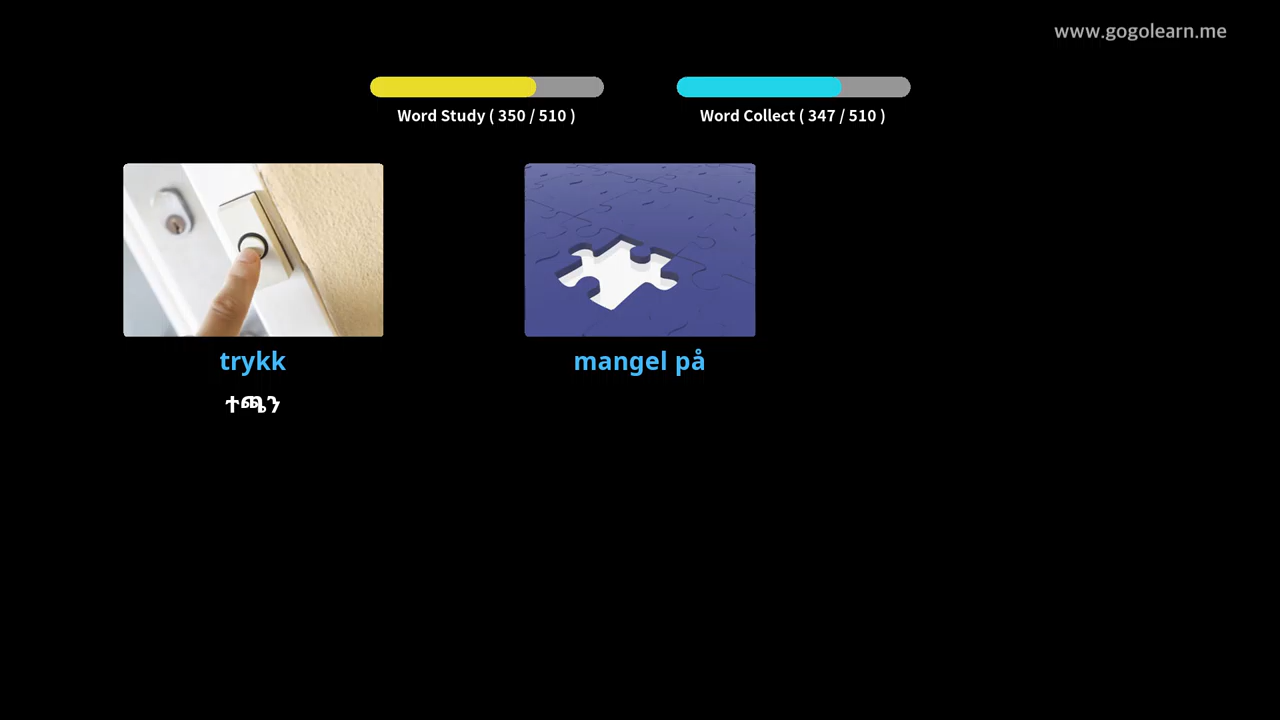 www.gogolearn.me
Word Study ( 350 / 510 )
Word Collect ( 347 / 510 )
trykk
mangel på
ተጫን